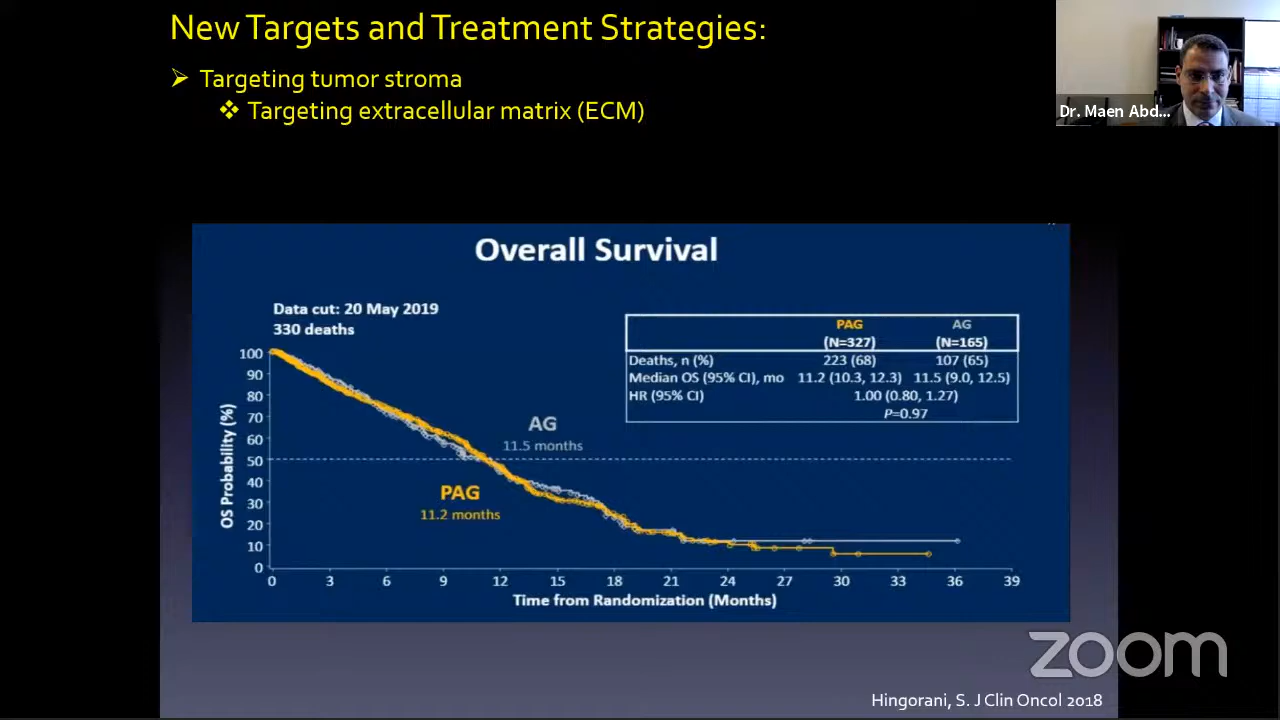 New Targets and Treatment Strategies:
Targeting tumor stroma
Targeting extracellular matrix (ECM)
Dr. Maen Abd...
Overall Survival
Data cut: 20 May 2019
330 deaths
PAG AG
(N=327) (N=165)
Deaths, n (%) 223 (68) 107 (65)
Median OS (95% CI), mo 11.2 (10.3, 12.3) 11.5 (9.0, 12.5)
HR (95% CI) 1.00 (0.80, 1.27)
P=0.97
OS Probability (%)
100
90
80
70
60
50
40
30
20
10
0
AG
11.5 months
PAG
11.2 months
0 3 6 9 12 15 18 21 24 27 30 33 36 39
Time from Randomization (Months)
zoom
Hingorani, S. J Clin Oncol 2018